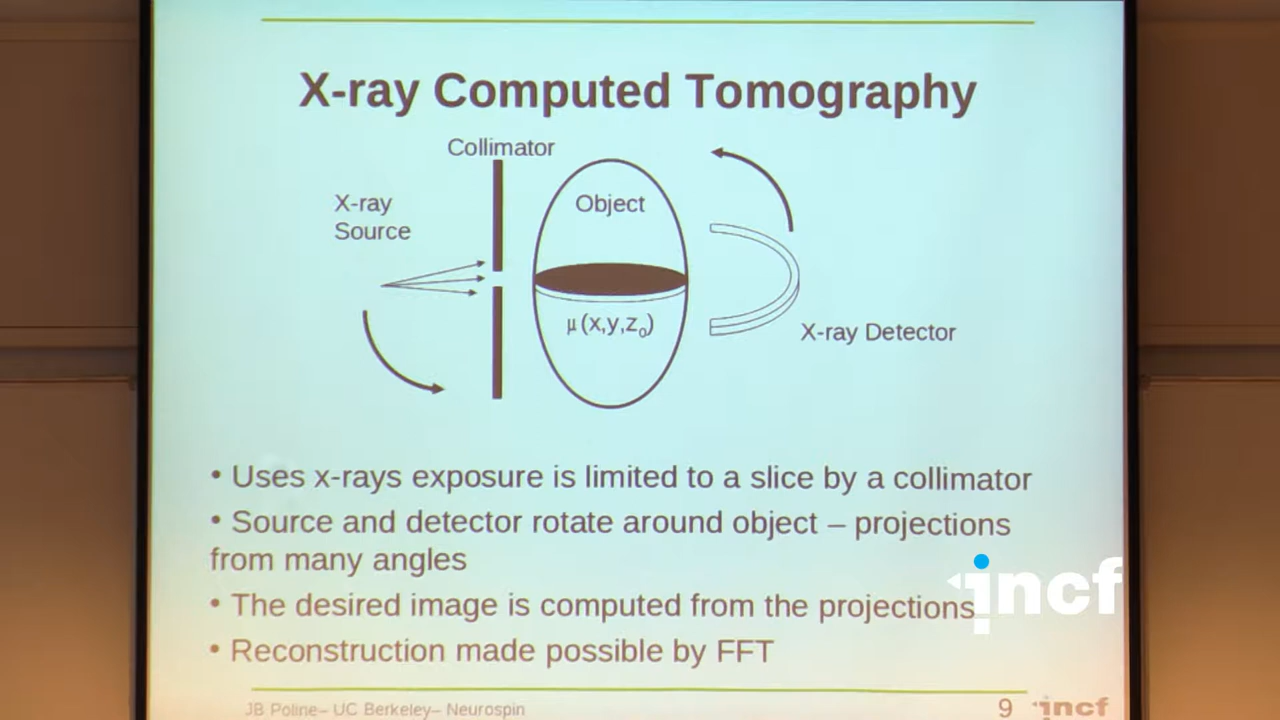 X-ray Computed Tomography
Collimator
X-ray
Source
Object
μ(x,y,z₀)
X-ray Detector
• Uses x-rays exposure is limited to a slice by a collimator
• Source and detector rotate around object – projections
from many angles
• The desired image is computed from the projections
• Reconstruction made possible by FFT
incf
JB Poline– UC Berkeley– Neurospin
9
incf